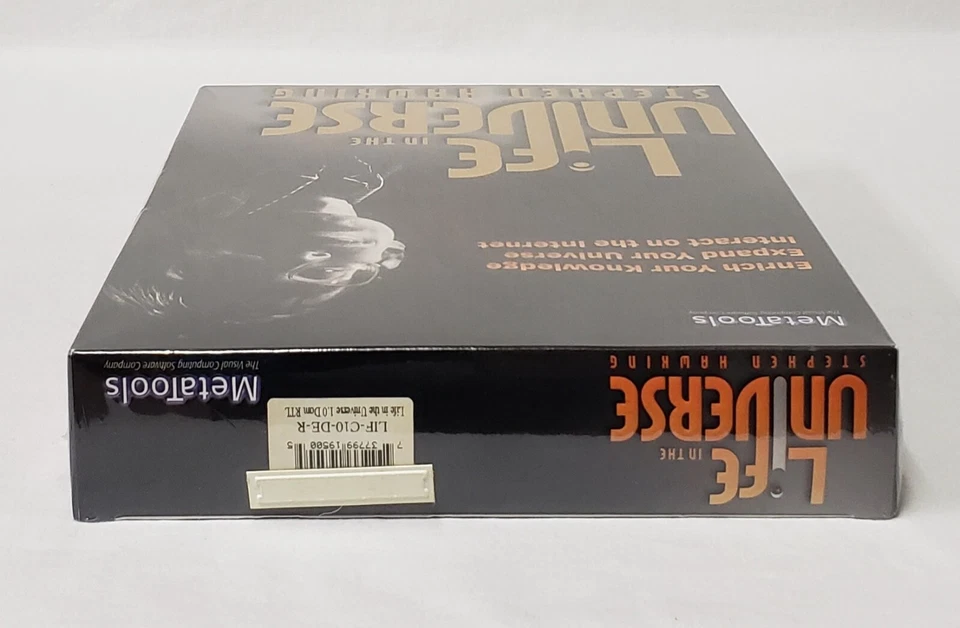 LiFE
IN THE
UNIVERSE
STEPHEN HAWKING
7 37799 19500 5
LIF-C10-DE-R
Life in the Universe 1.0 Dom RTL
MetaTools
The Visual Computing Software Company
MetaTools
The Visual Computing Software Company
Enrich Your Knowledge
Expand Your Universe
Interact on the Internet
LiFE
IN THE
UNIVERSE
STEPHEN HAWKING